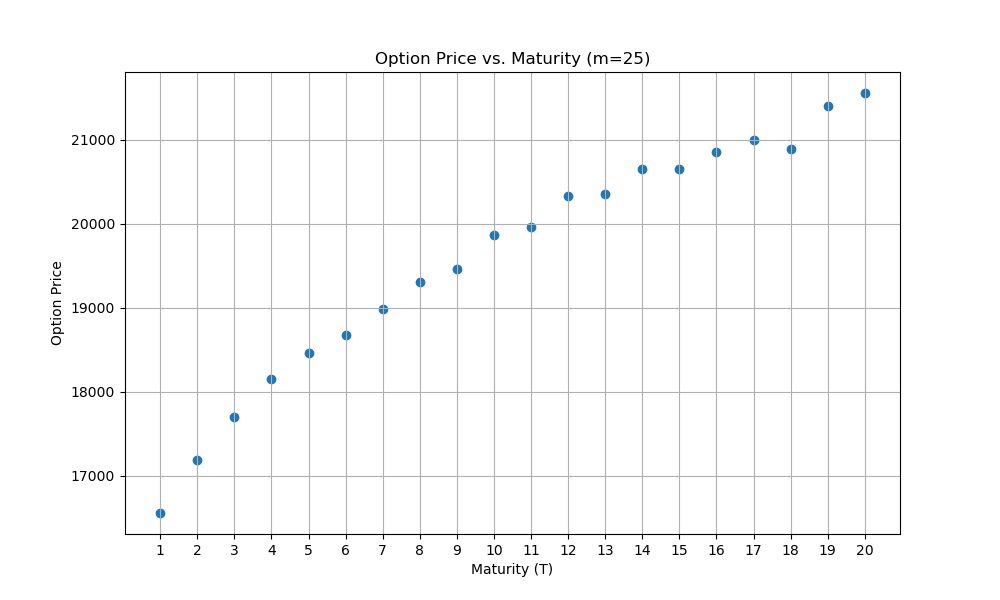 Option Price vs. Maturity (m=25)
Option Price
21000
20000
19000
18000
17000
1 2 3 4 5 6 7 8 9 10 11 12 13 14 15 16 17 18 19 20
Maturity (T)